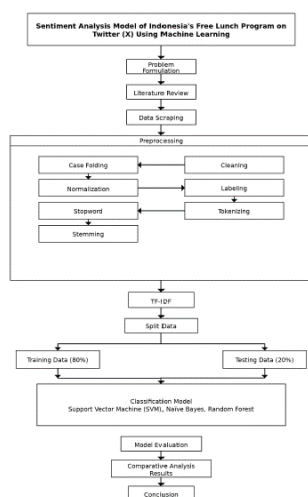 Sentiment Analysis Model of Indonesia's Free Lunch Program on
Twitter (X) Using Machine Learning
Problem
Formulation
Literature Review
Data Scraping
Preprocessing
Case Folding
Cleaning
Normalization
Labeling
Stopword
Tokenizing
Stemming
TF-IDF
Split Data
Training Data (80%)
Testing Data (20%)
Classification Model
Support Vector Machine (SVM), Naïve Bayes, Random Forest
Model Evaluation
Comparative Analysis
Results
Conclusion